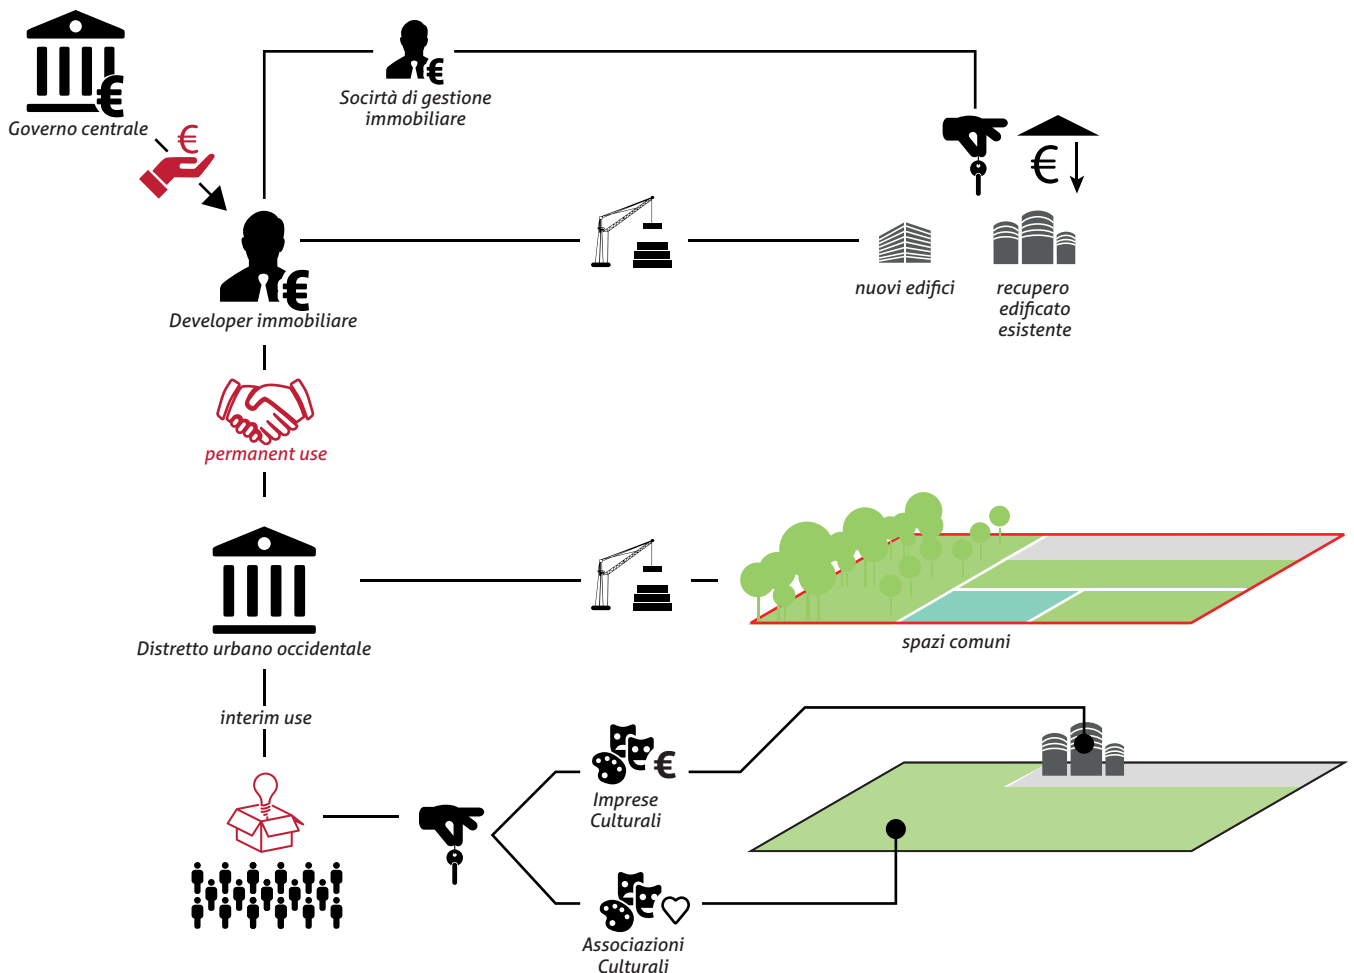 Governo centrale
€
Socirtà di gestione
immobiliare
€
€
€
Developer immobiliare
€
nuovi edifici
recupero
edificato
esistente
permanent use
Distretto urbano occidentale
spazi comuni
interim use
€
Imprese
Culturali
Associazioni
Culturali